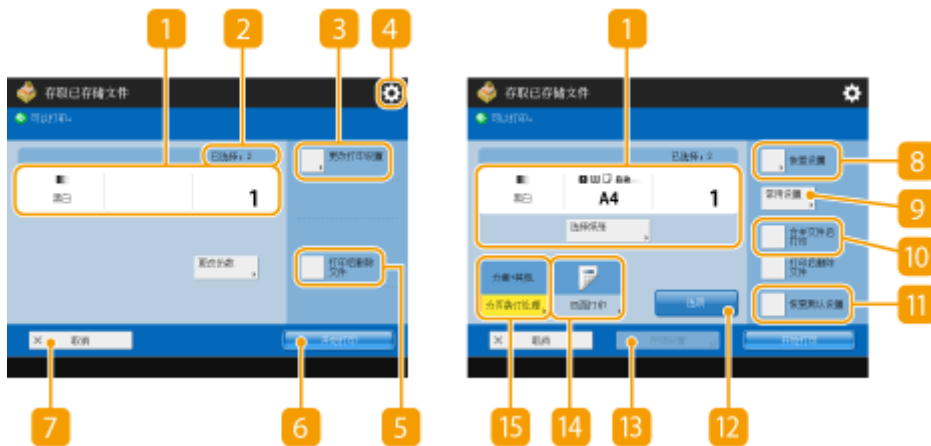 1
2
3
4
存取已存储文件
可以打印。
已选择: 2
更改打印设置
黑白
1
更改份数
打印后删除
文件
取消
开始打印
7
6
5
1
存取已存储文件
可以打印。
已选择: 2
恢复设置
8
黑白
A4
1
常用设置
9
选择纸张
合并文件后
打印
10
打印后删除
文件
分页装订处理
双面打印
选项
恢复默认设置
11
取消
开始打印
15
14
13
12